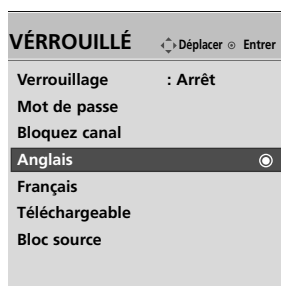 VÉRROUILLÉ Déplacer Entrer
Verrouillage : Arrêt
Mot de passe
Bloquez canal
Anglais
Français
Téléchargeable
Bloc source